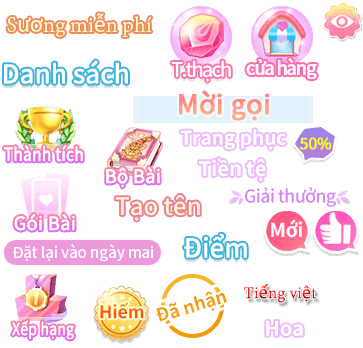 Sương miễn phí
T.thạch
cửa hàng
Danh sách
Mời gọi
Thành tích
Bộ Bài
Trang phục
50%
Tiền tệ
Giải thưởng
Gói Bài
Tạo tên
Mới
Đặt lại vào ngày mai
Điểm
Xếp hạng
1
Hiếm
Đã nhận
Tiếng việt
Hoa